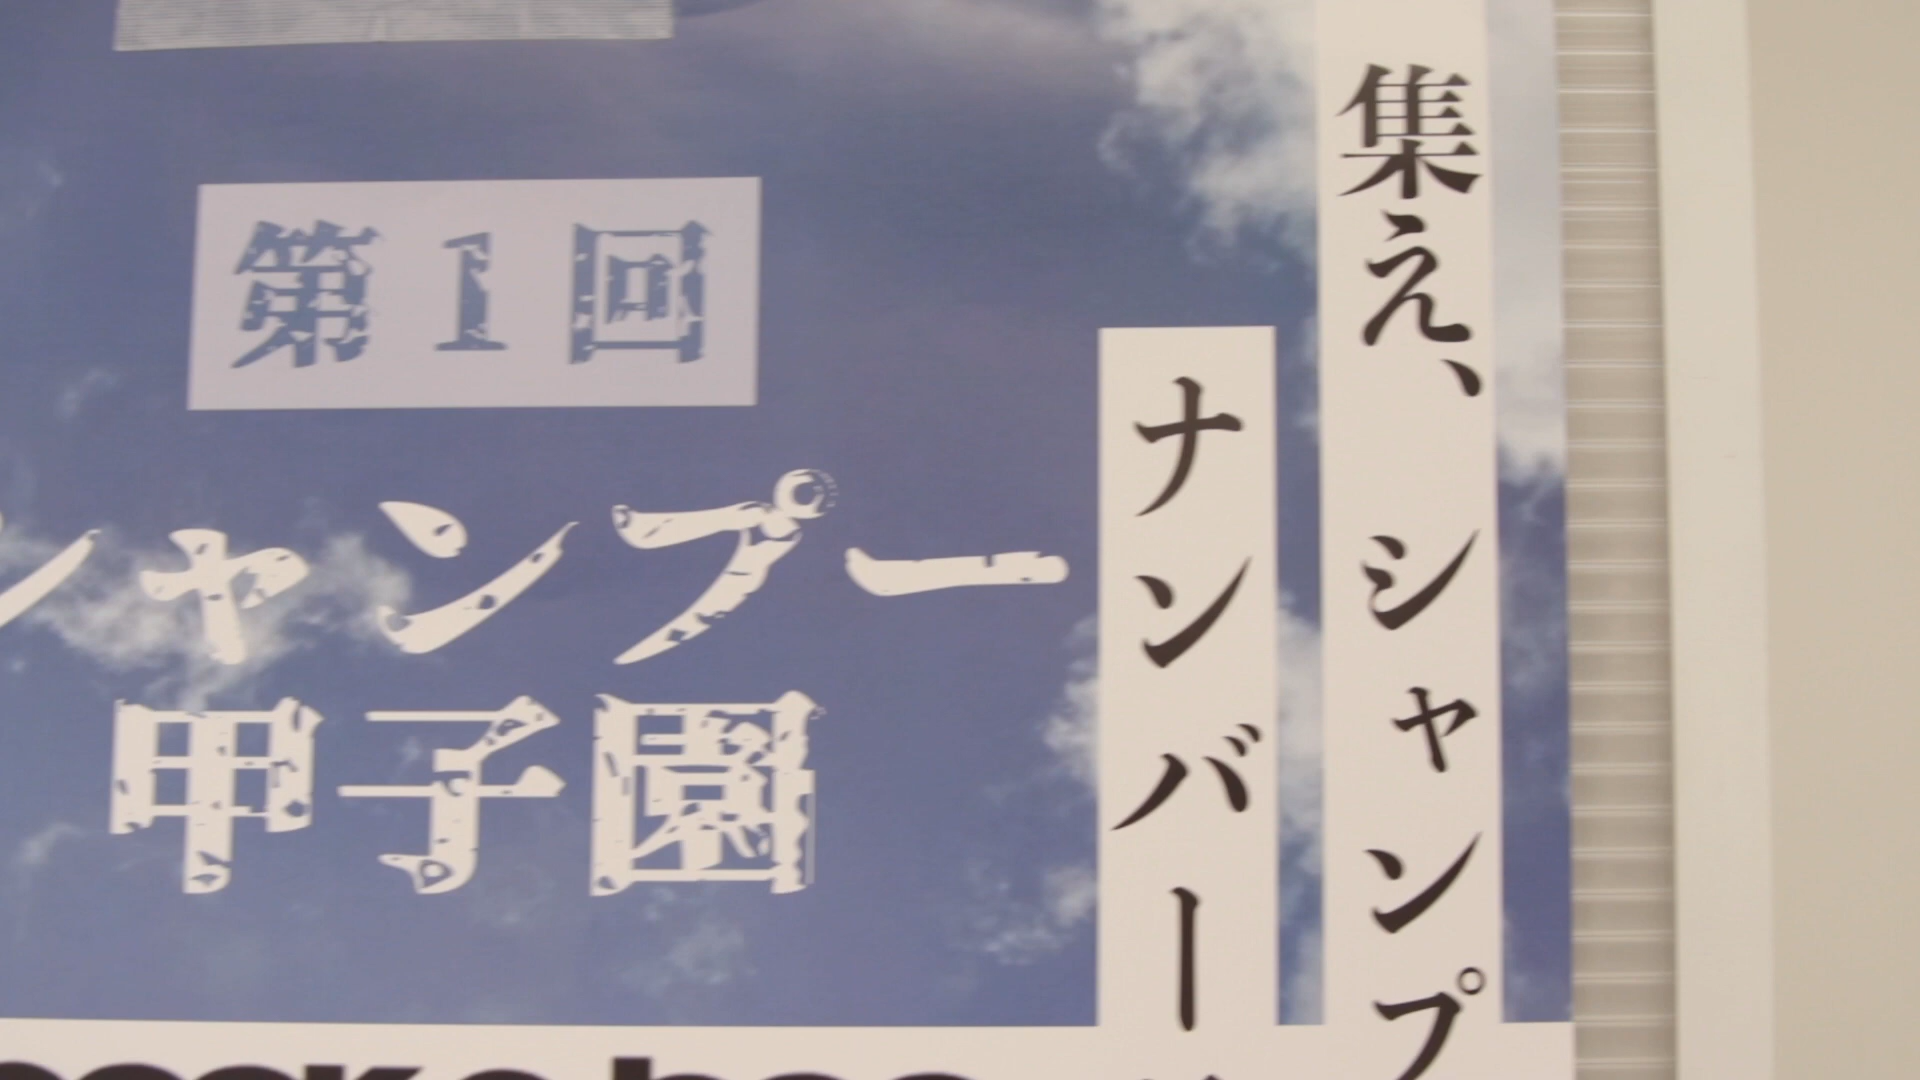 集え、シャンプ
ナンバー
第1回
シャンプー
甲子園